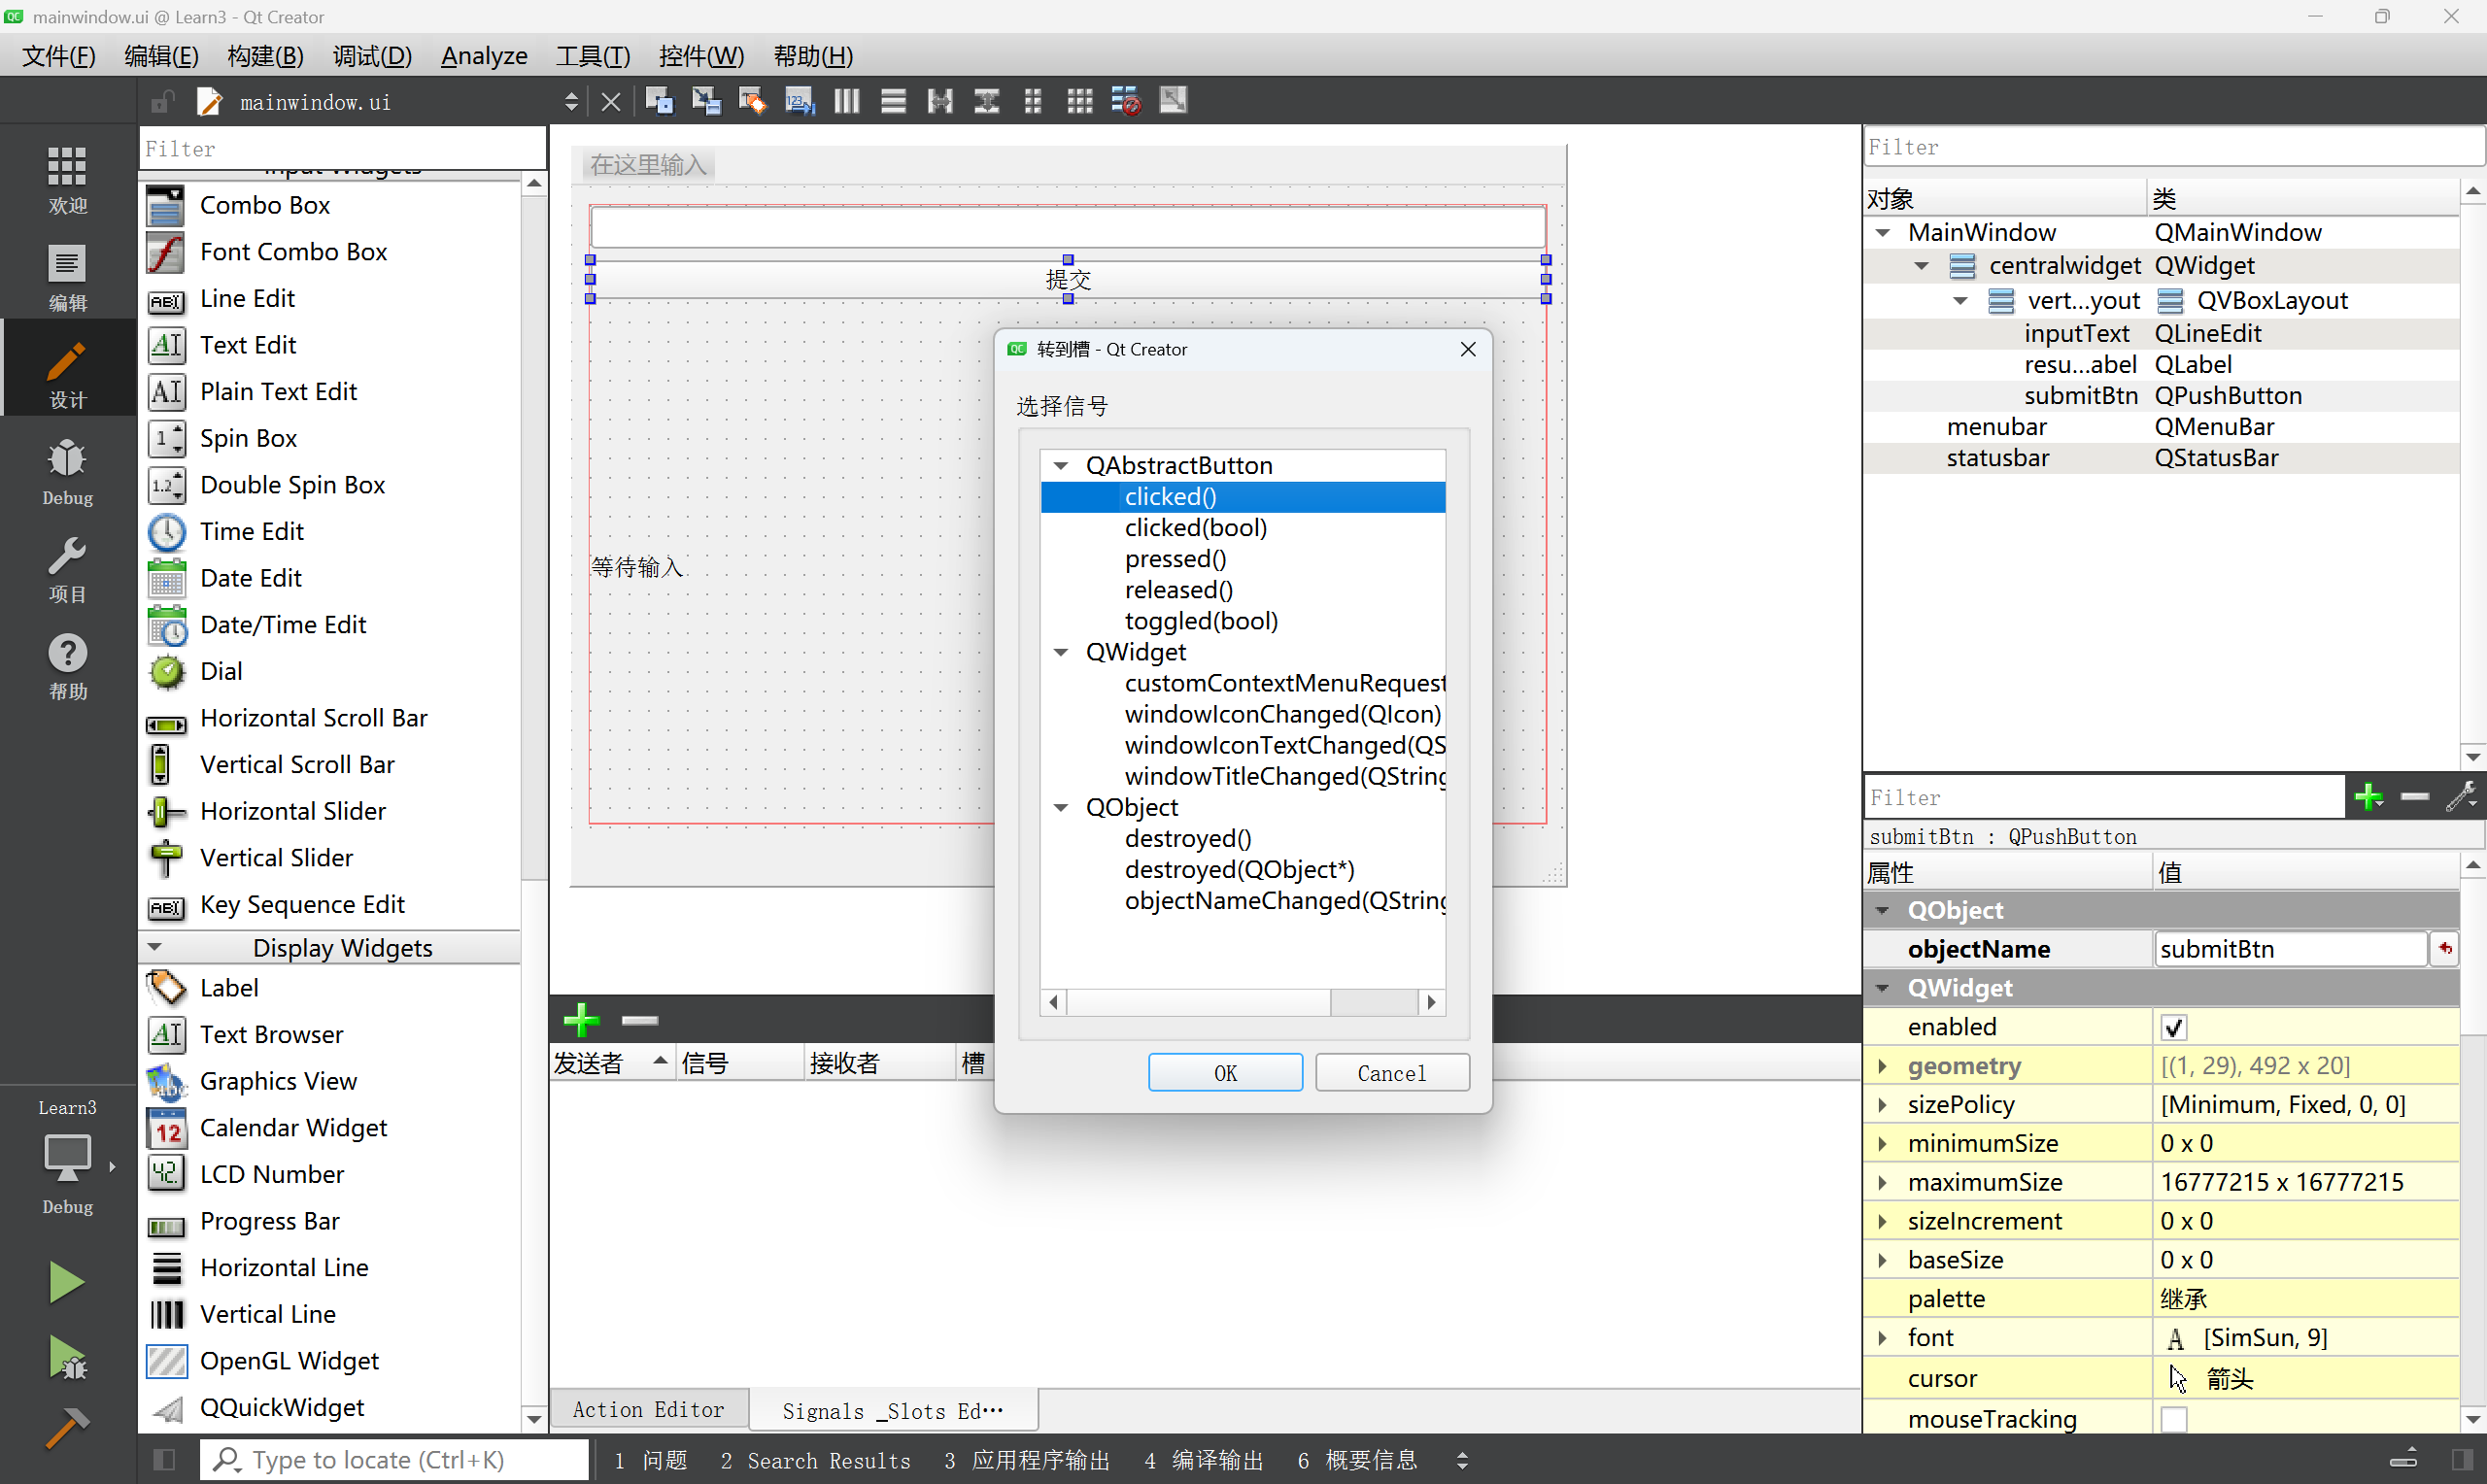 mainwindow.ui @ Learn3 - Qt Creator
文件(F) 编辑(E) 构建(B) 调试(D) Analyze 工具(T) 控件(W) 帮助(H)
mainwindow.ui
欢迎
编辑
设计
Debug
项目
帮助
Learn3
Debug
Filter
Input Widgets
Combo Box
Font Combo Box
Line Edit
Text Edit
Plain Text Edit
Spin Box
Double Spin Box
Time Edit
Date Edit
Date/Time Edit
Dial
Horizontal Scroll Bar
Vertical Scroll Bar
Horizontal Slider
Vertical Slider
Key Sequence Edit
Display Widgets
Label
Text Browser
Graphics View
Calendar Widget
LCD Number
Progress Bar
Horizontal Line
Vertical Line
OpenGL Widget
QQuickWidget
在这里输入
提交
等待输入
转到槽 - Qt Creator
选择信号
QAbstractButton
clicked()
clicked(bool)
pressed()
released()
toggled(bool)
QWidget
customContextMenuRequest
windowIconChanged(QIcon)
windowIconTextChanged(QS
windowTitleChanged(QString
QObject
destroyed()
destroyed(QObject*)
objectNameChanged(QString
OK Cancel
发送者 信号 接收者 槽
Action Editor Signals _Slots Ed…
Filter
对象 类
MainWindow QMainWindow
centralwidget QWidget
vert...yout QVBoxLayout
inputText QLineEdit
resu...abel QLabel
submitBtn QPushButton
menubar QMenuBar
statusbar QStatusBar
Filter
submitBtn : QPushButton
属性 值
QObject
objectName submitBtn
QWidget
enabled
geometry [(1, 29), 492 x 20]
sizePolicy [Minimum, Fixed, 0, 0]
minimumSize 0 x 0
maximumSize 16777215 x 16777215
sizeIncrement 0 x 0
baseSize 0 x 0
palette 继承
font A [SimSun, 9]
cursor 箭头
mouseTracking
Type to locate (Ctrl+K) 1 问题 2 Search Results 3 应用程序输出 4 编译输出 6 概要信息